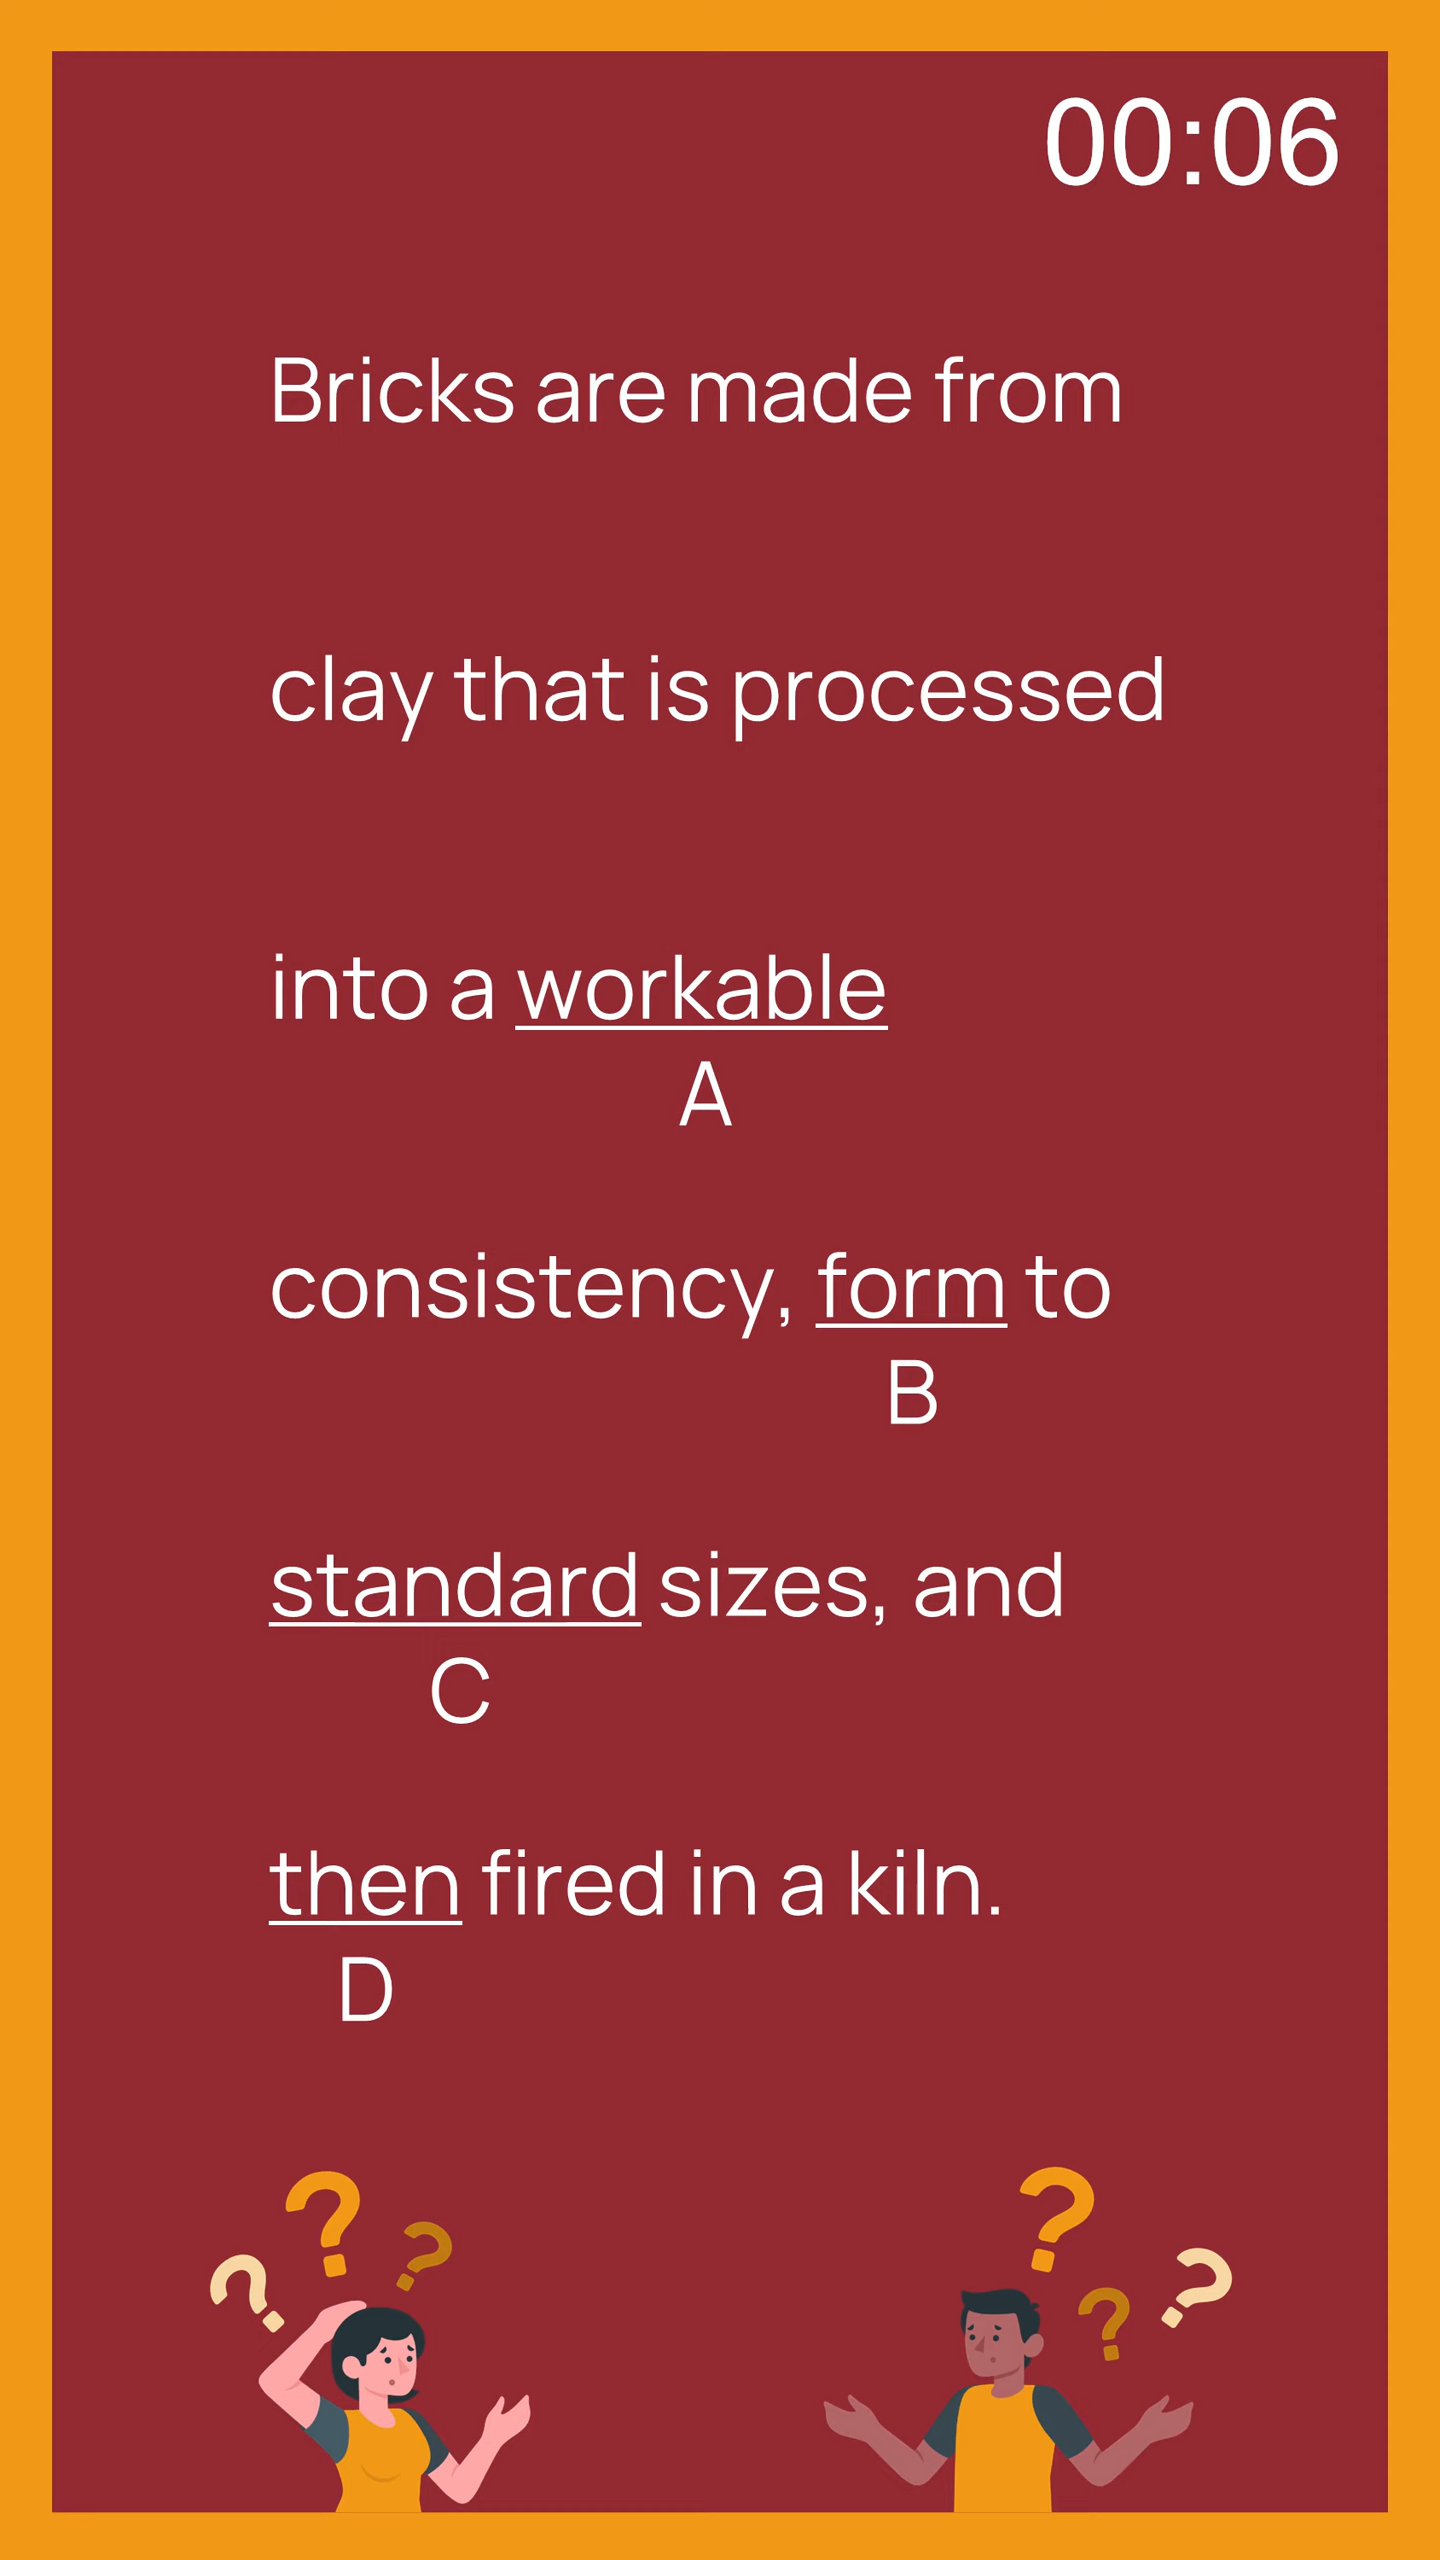 00:06
Bricks are made from
clay that is processed
into a workable
A
consistency, form to
B
standard sizes, and
C
then fired in a kiln.
D